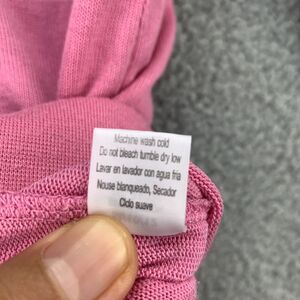 Machine wash cold
Do not bleach tumble dry low
Lavar en lavador con agua fria
Nouse blanqueado, Secador
Cido suave